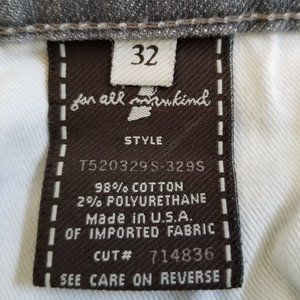 32
for all mankind
STYLE
T520329S-329S
98% COTTON
2% POLYURETHANE
Made in U.S.A.
OF IMPORTED FABRIC
CUT# 714836
SEE CARE ON REVERSE